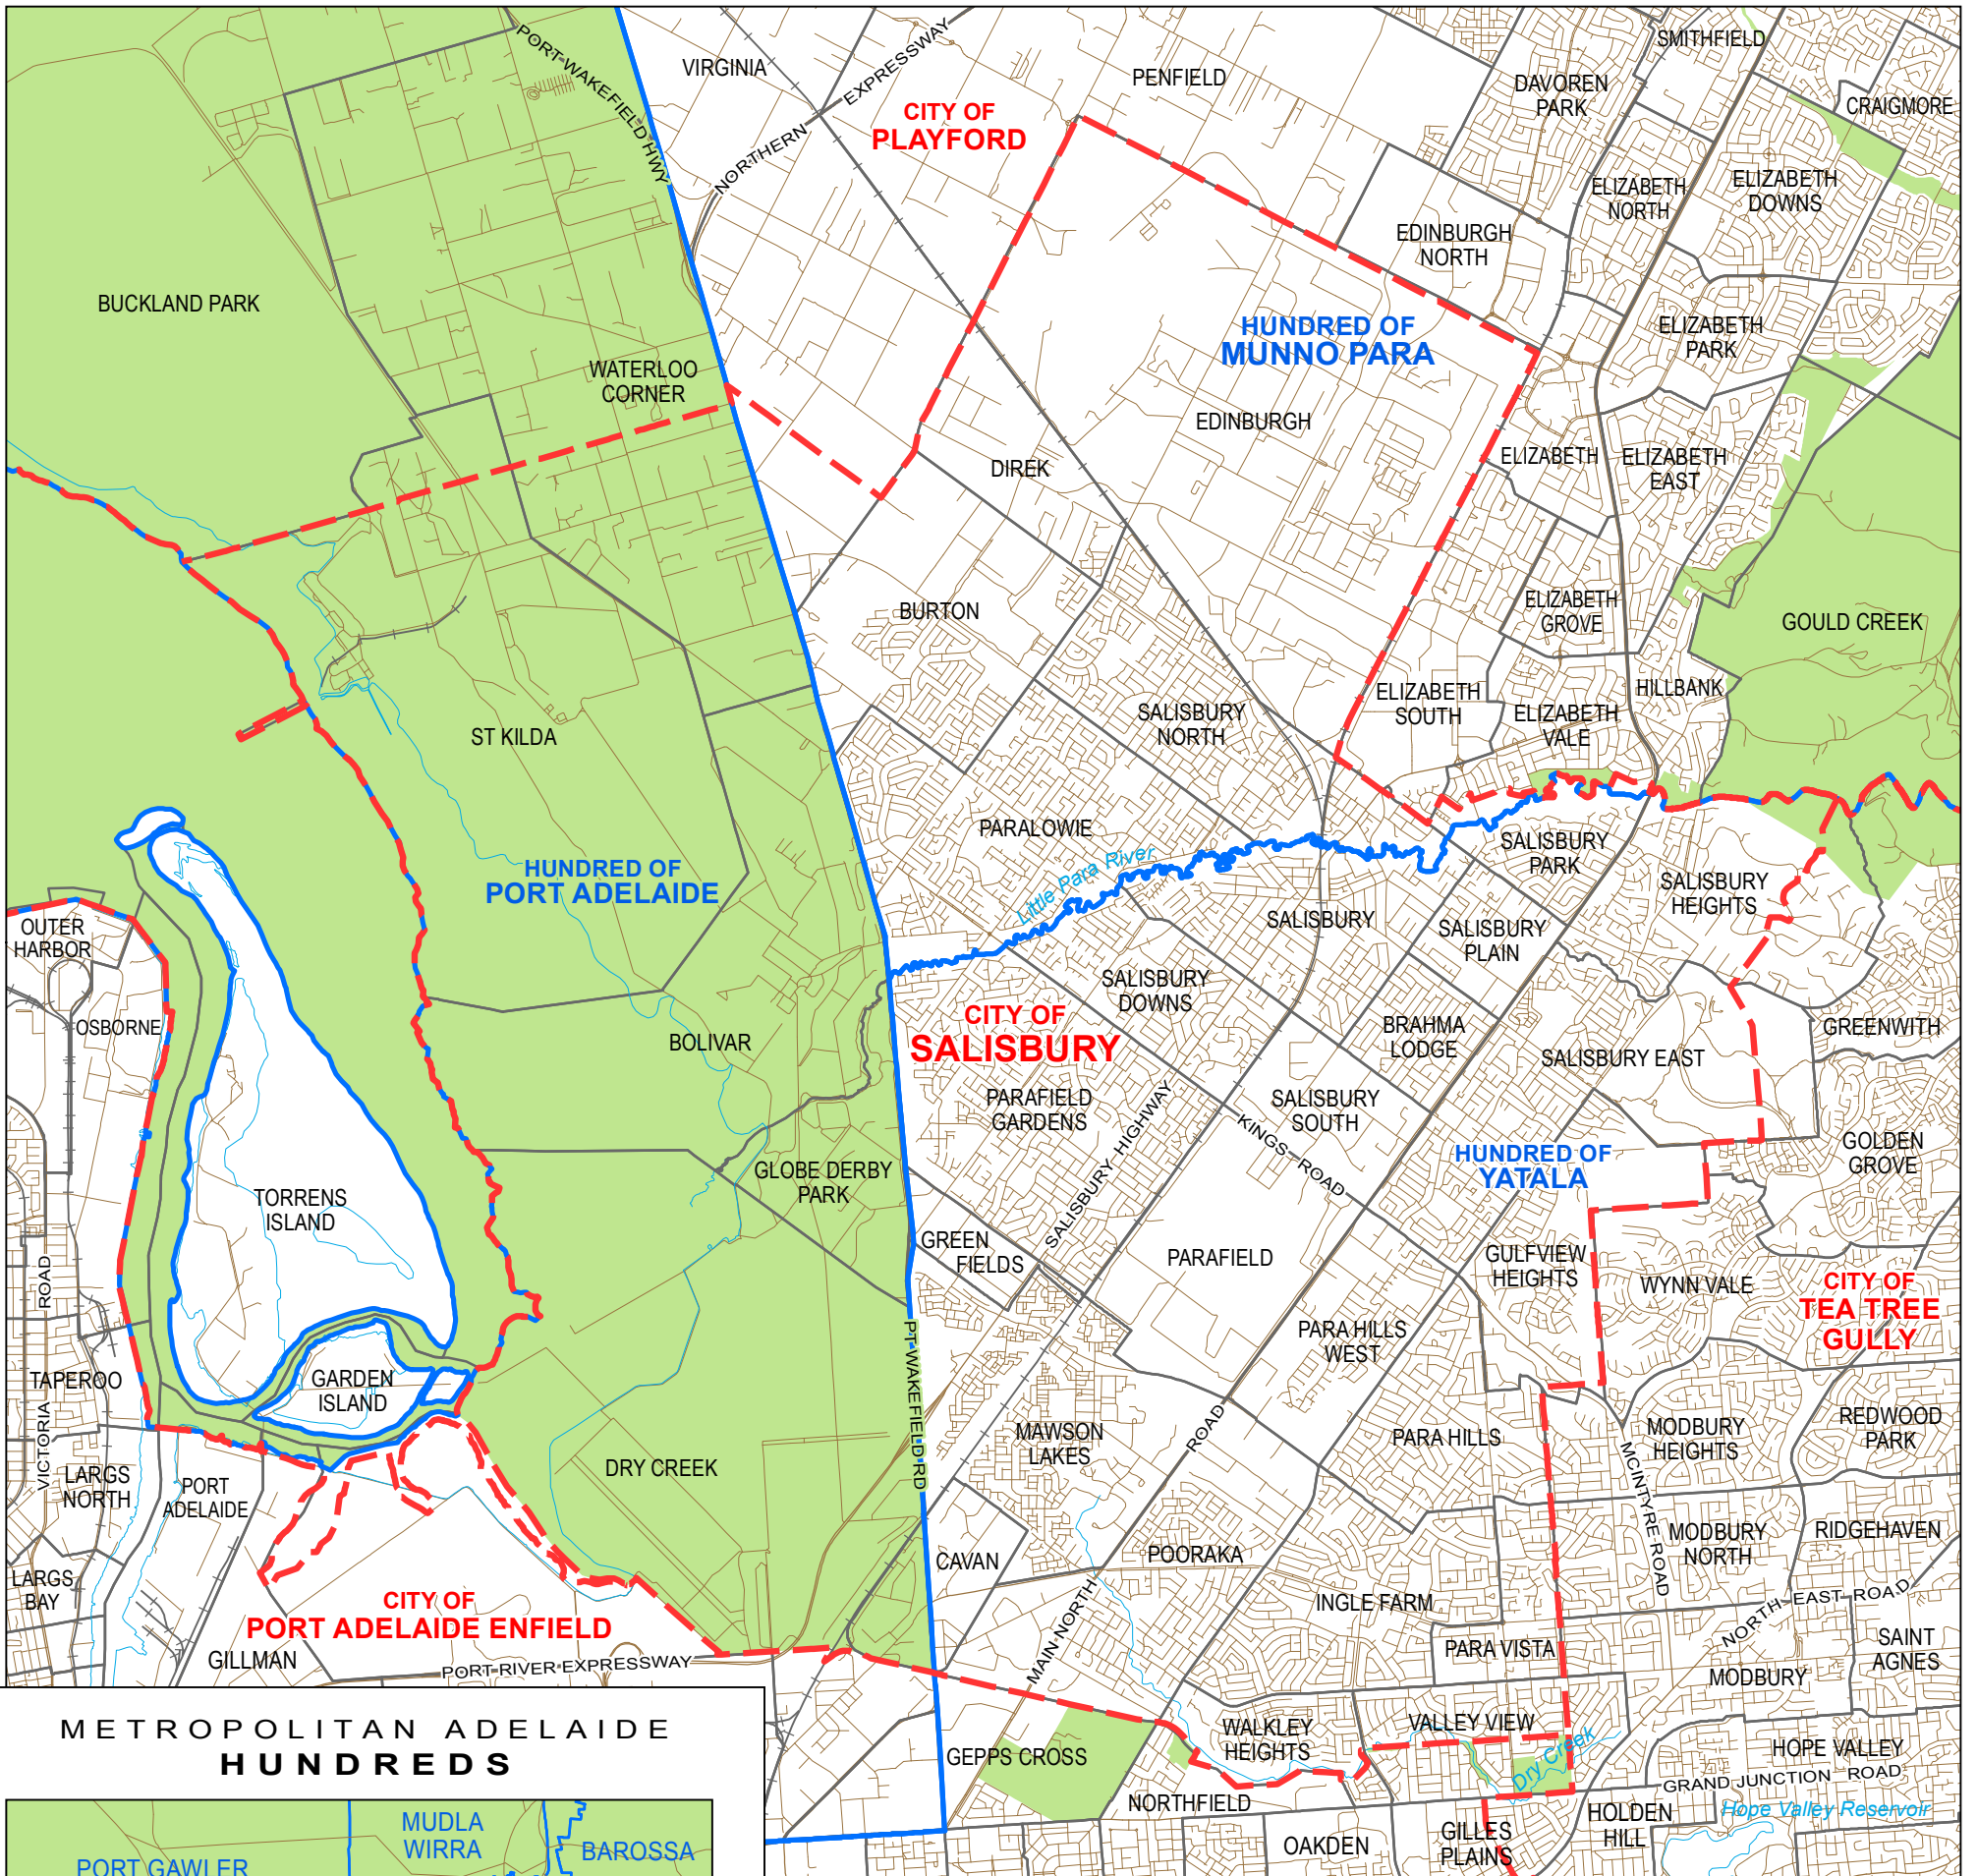 VIRGINIA
PORT WAKEFIELD HWY
NORTHERN EXPRESSWAY
CITY OF
PLAYFORD
PENFIELD
SMITHFIELD
DAVOREN
PARK
CRAIGMORE
ELIZABETH
NORTH
ELIZABETH
DOWNS
EDINBURGH
NORTH
BUCKLAND PARK
HUNDRED OF
MUNNO PARA
ELIZABETH
PARK
WATERLOO
CORNER
EDINBURGH
DIREK
ELIZABETH
ELIZABETH
EAST
BURTON
ELIZABETH
GROVE
GOULD CREEK
ELIZABETH
SOUTH
HILLBANK
ELIZABETH
VALE
SALISBURY
NORTH
ST KILDA
PARALOWIE
SALISBURY
PARK
Little Para River
HUNDRED OF
PORT ADELAIDE
SALISBURY
HEIGHTS
SALISBURY
SALISBURY
PLAIN
OUTER
HARBOR
SALISBURY
DOWNS
OSBORNE
CITY OF
SALISBURY
BRAHMA
LODGE
GREENWITH
BOLIVAR
SALISBURY EAST
PARAFIELD
GARDENS
SALISBURY HIGHWAY
SALISBURY
SOUTH
KINGS ROAD
HUNDRED OF
YATALA
GOLDEN
GROVE
GLOBE DERBY
PARK
TORRENS
ISLAND
GREEN
FIELDS
PARAFIELD
GULFVIEW
HEIGHTS
WYNN VALE
CITY OF
TEA TREE
GULLY
VICTORIA ROAD
PT WAKEFIELD RD
PARA HILLS
WEST
TAPEROO
GARDEN
ISLAND
MAWSON
LAKES
MAIN NORTH ROAD
PARA HILLS
MODBURY
HEIGHTS
REDWOOD
PARK
MCINTYRE ROAD
DRY CREEK
LARGS
NORTH
PORT
ADELAIDE
CAVAN
POORAKA
MODBURY
NORTH
RIDGEHAVEN
LARGS
BAY
CITY OF
PORT ADELAIDE ENFIELD
INGLE FARM
NORTH EAST ROAD
PARA VISTA
SAINT
AGNES
GILLMAN
PORT RIVER EXPRESSWAY
MODBURY
WALKLEY
HEIGHTS
VALLEY VIEW
GEPPS CROSS
Dry Creek
HOPE VALLEY
GRAND JUNCTION ROAD
NORTHFIELD
HOLDEN
HILL
Hope Valley Reservoir
OAKDEN
GILLES
PLAINS
METROPOLITAN ADELAIDE
HUNDREDS
MUDLA
WIRRA
BAROSSA
PORT GAWLER